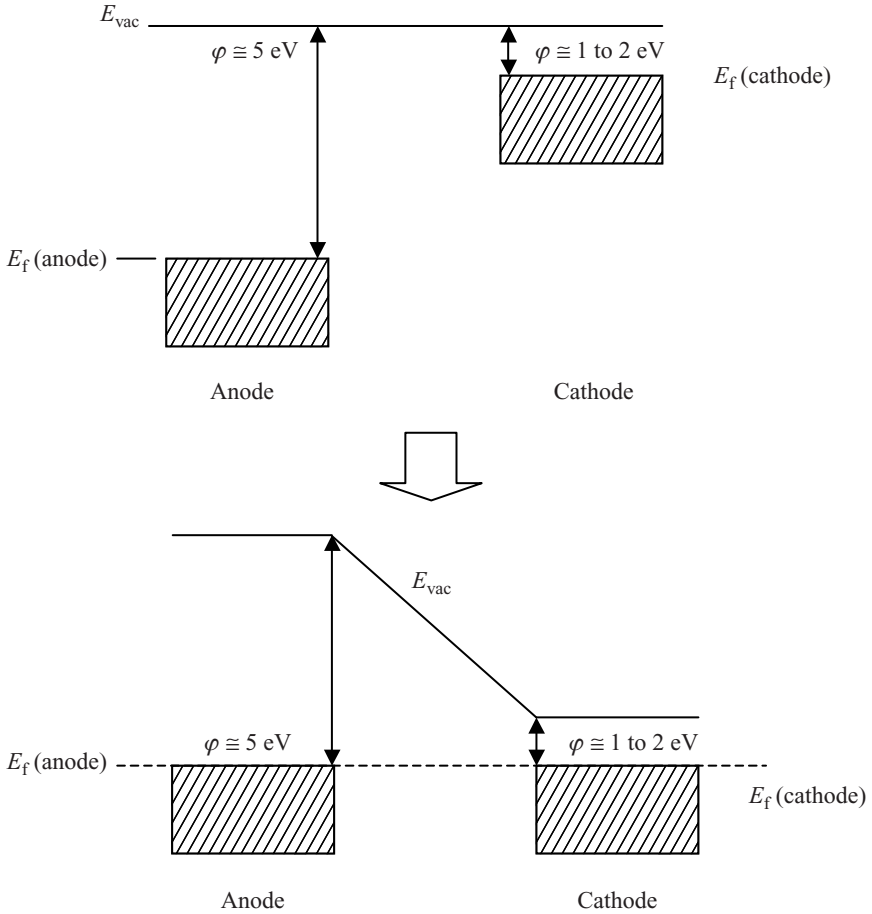 E_vac
φ ≅ 5 eV
φ ≅ 1 to 2 eV
E_f (cathode)
E_f (anode)
Anode
Cathode
E_vac
φ ≅ 5 eV
φ ≅ 1 to 2 eV
E_f (anode)
E_f (cathode)
Anode
Cathode